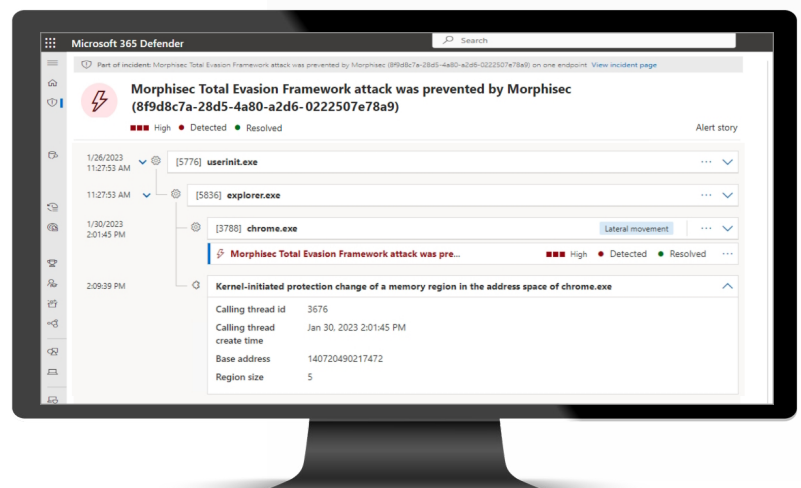 Microsoft 365 Defender
Search
Part of incident: Morphisec Total Evasion Framework attack was prevented by Morphisec (8f9d8c7a-28d5-4a80-a2d6-0222507e78a9) on one endpoint View incident page
Morphisec Total Evasion Framework attack was prevented by Morphisec
(8f9d8c7a-28d5-4a80-a2d6-0222507e78a9)
High Detected Resolved
Alert story
1/26/2023
11:27:53 AM
[5776] userinit.exe
11:27:53 AM
[5836] explorer.exe
1/30/2023
2:01:45 PM
[3788] chrome.exe
Lateral movement
Morphisec Total Evasion Framework attack was pre...
High Detected Resolved
2:09:39 PM
Kernel-initiated protection change of a memory region in the address space of chrome.exe
Calling thread id 3676
Calling thread
create time
Jan 30, 2023 2:01:45 PM
Base address 140720490217472
Region size 5